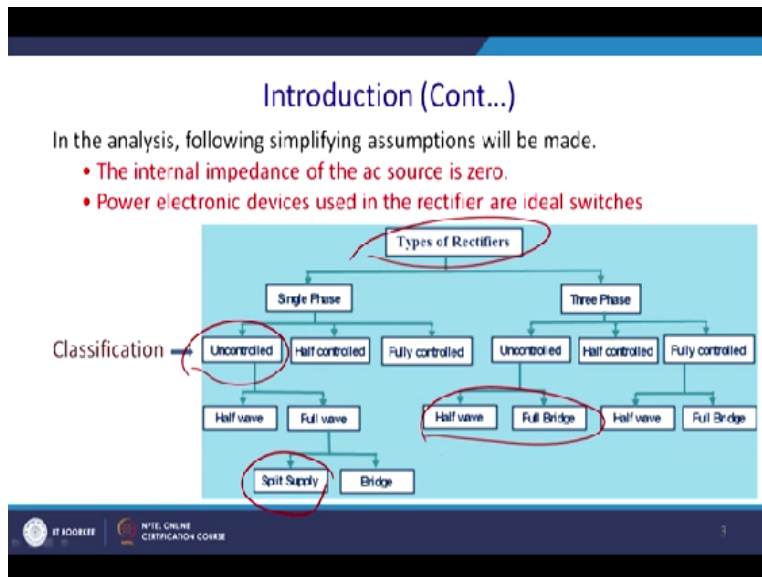 Introduction (Cont...)
In the analysis, following simplifying assumptions will be made.
• The internal impedance of the ac source is zero.
• Power electronic devices used in the rectifier are ideal switches
Types of Rectifiers
Single Phase Three Phase
Classification
Uncontrolled Half controlled Fully controlled Uncontrolled Half controlled Fully controlled
Half wave Full wave Half wave Full Bridge Half wave Full Bridge
Split Supply Bridge
IIT ROORKEE NPTEL ONLINE
CERTIFICATION COURSE
3